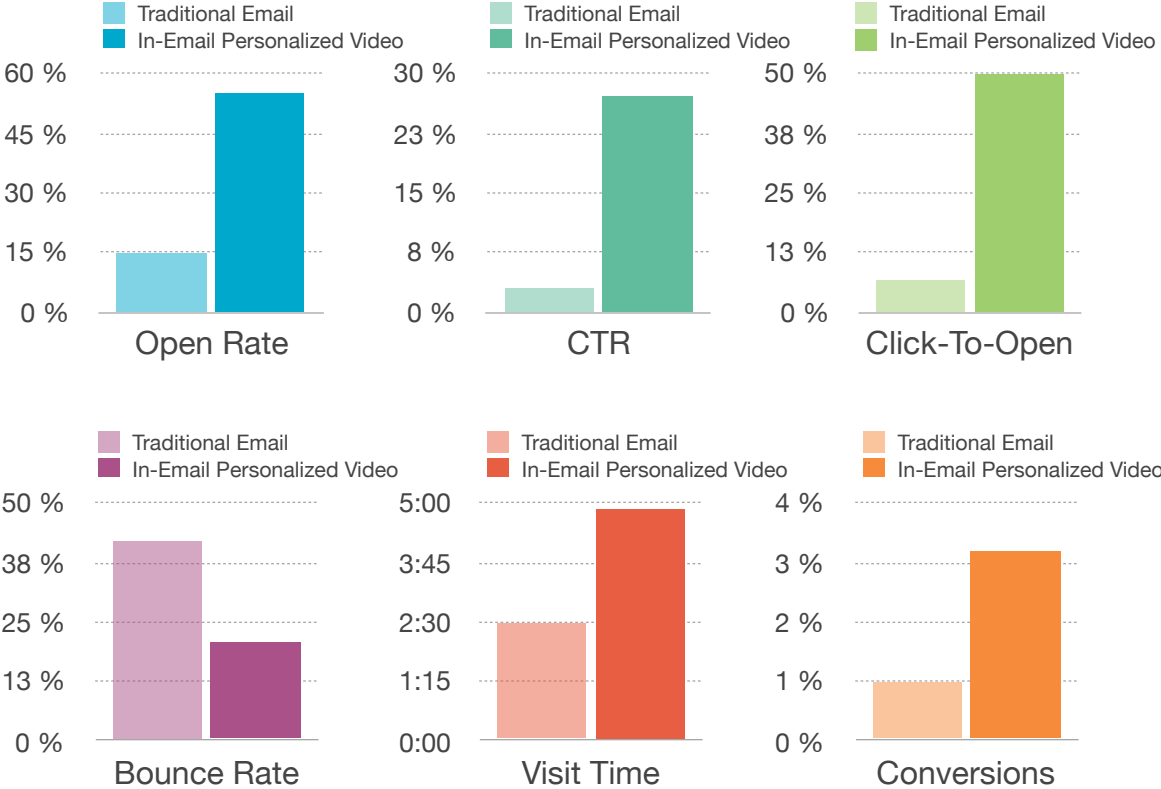 Traditional Email
In-Email Personalized Video
60 %
45 %
30 %
15 %
0 %
Open Rate
Traditional Email
In-Email Personalized Video
30 %
23 %
15 %
8 %
0 %
CTR
Traditional Email
In-Email Personalized Video
50 %
38 %
25 %
13 %
0 %
Click-To-Open
Traditional Email
In-Email Personalized Video
50 %
38 %
25 %
13 %
0 %
Bounce Rate
Traditional Email
In-Email Personalized Video
5:00
3:45
2:30
1:15
0:00
Visit Time
Traditional Email
In-Email Personalized Video
4 %
3 %
2 %
1 %
0 %
Conversions